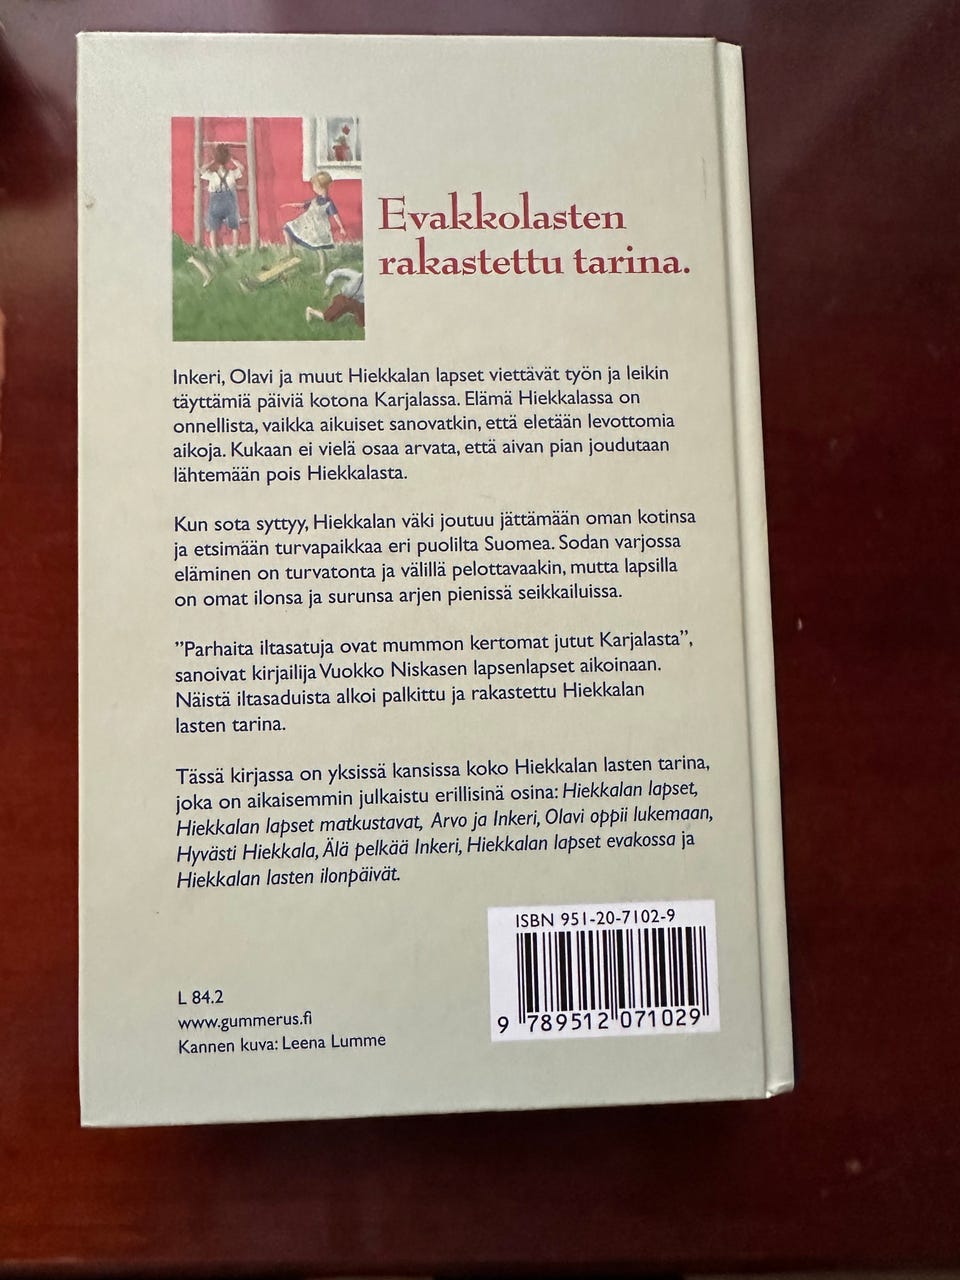 Evakkolasten
rakastettu tarina.
Inkeri, Olavi ja muut Hiekkalan lapset viettävät työn ja leikin
täyttämiä päiviä kotona Karjalassa. Elämä Hiekkalassa on
onnellista, vaikka aikuiset sanovatkin, että eletään levottomia
aikoja. Kukaan ei vielä osaa arvata, että aivan pian joudutaan
lähtemään pois Hiekkalasta.
Kun sota syttyy, Hiekkalan väki joutuu jättämään oman kotinsa
ja etsimään turvapaikkaa eri puolilta Suomea. Sodan varjossa
eläminen on turvatonta ja välillä pelottavaakin, mutta lapsilla
on omat ilonsa ja surunsa arjen pienissä seikkailuissa.
”Parhaita iltasatuja ovat mummon kertomat jutut Karjalasta”,
sanoivat kirjailija Vuokko Niskasen lapsenlapset aikoinaan.
Näistä iltasaduista alkoi palkittu ja rakastettu Hiekkalan
lasten tarina.
Tässä kirjassa on yksissä kansissa koko Hiekkalan lasten tarina,
joka on aikaisemmin julkaistu erillisinä osina: Hiekkalan lapset,
Hiekkalan lapset matkustavat, Arvo ja Inkeri, Olavi oppii lukemaan,
Hyvästi Hiekkala, Älä pelkää Inkeri, Hiekkalan lapset evakossa ja
Hiekkalan lasten ilonpäivät.
ISBN 951-20-7102-9
9 789512 071029
L 84.2
www.gummerus.fi
Kannen kuva: Leena Lumme